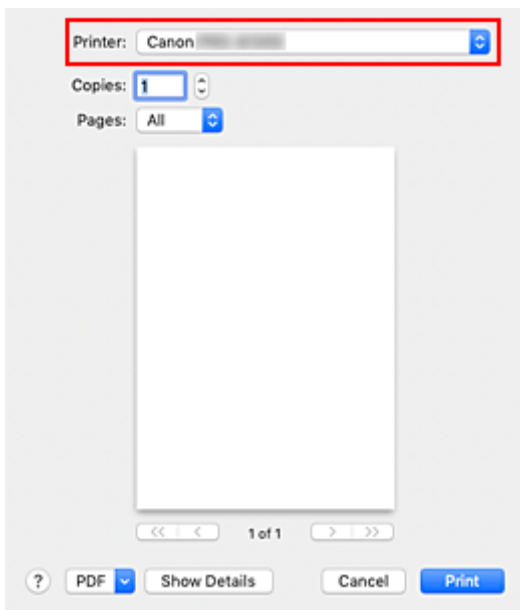 Printer: Canon
Copies: 1
Pages: All
<< < 1 of 1 > >>
? PDF Show Details Cancel Print